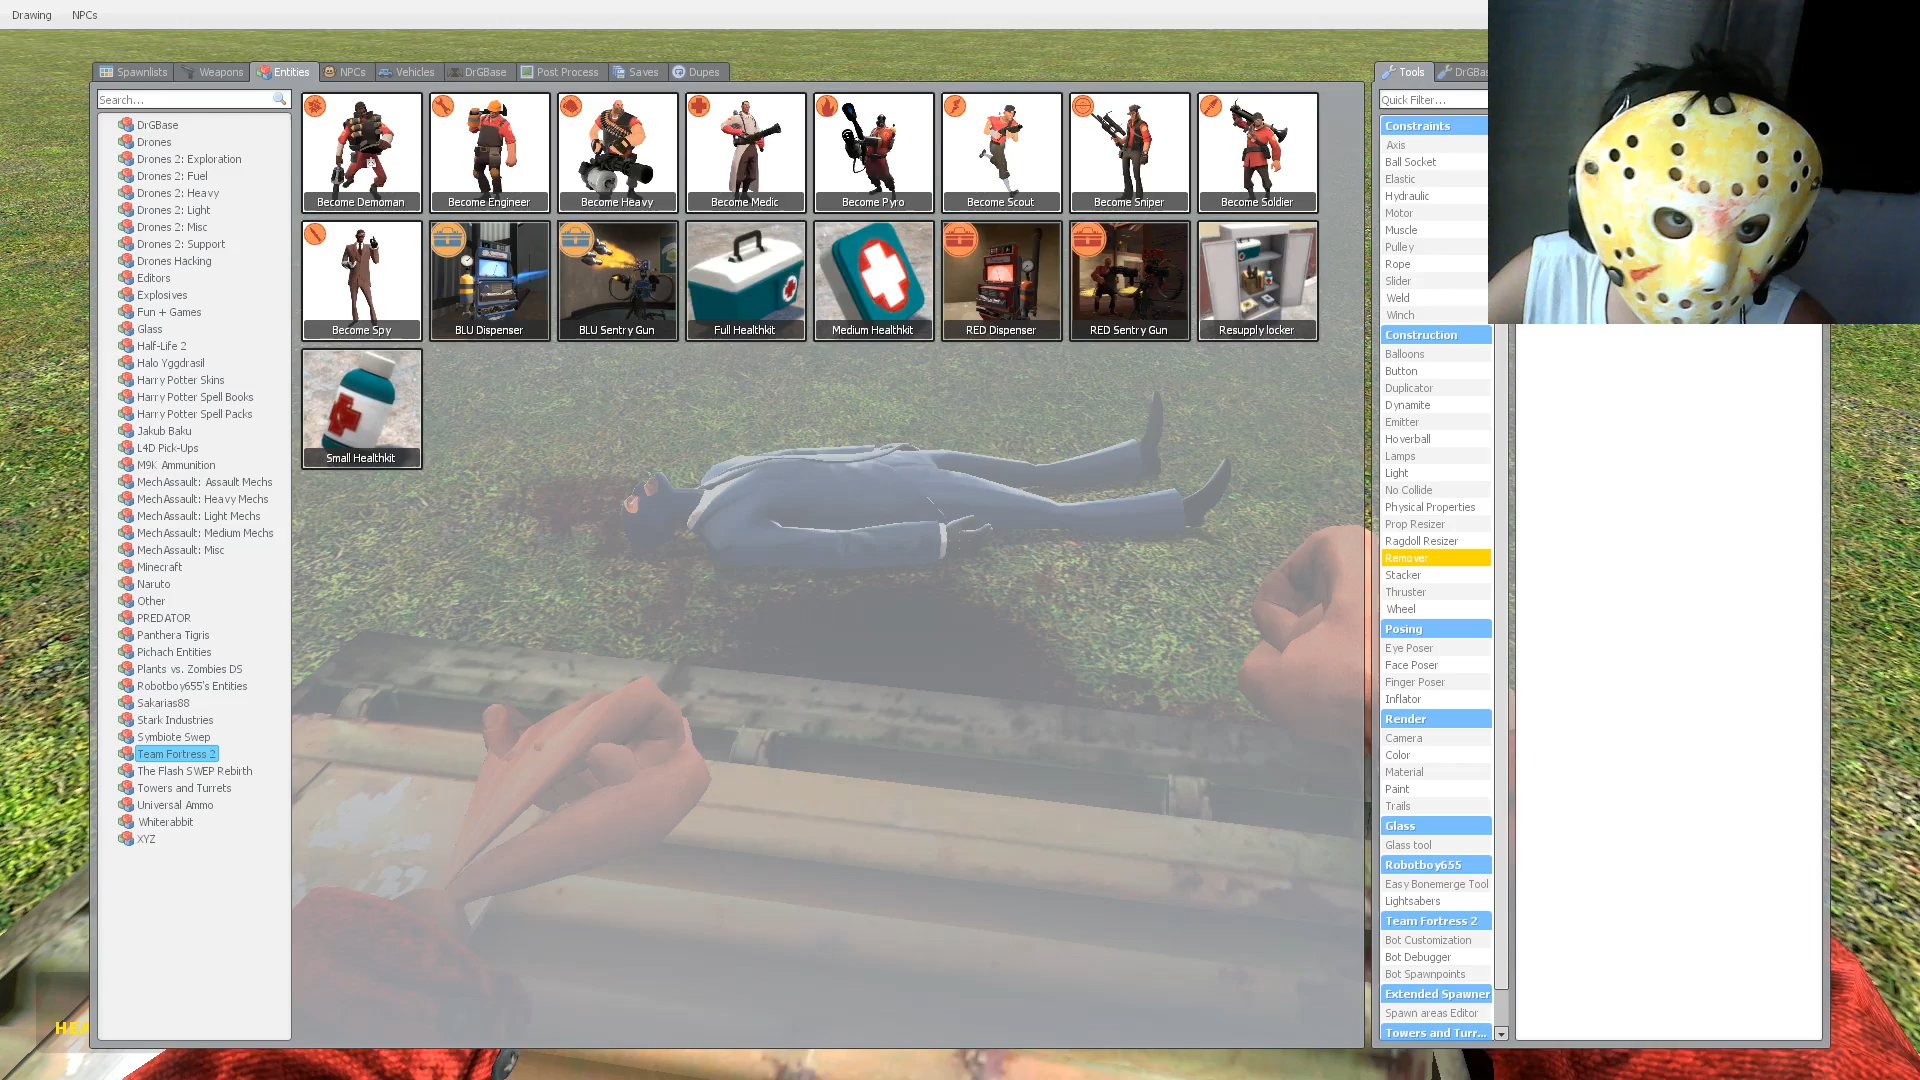 Drawing NPCs
Spawnlists Weapons Entities NPCs Vehicles DrGBase Post Process Saves Dupes
Search...
DrGBase
Drones
Drones 2: Exploration
Drones 2: Fuel
Drones 2: Heavy
Drones 2: Light
Drones 2: Misc
Drones 2: Support
Drones Hacking
Editors
Explosives
Fun + Games
Glass
Half-Life 2
Halo Yggdrasil
Harry Potter Skins
Harry Potter Spell Books
Harry Potter Spell Packs
Jakub Baku
L4D Pick-Ups
M9K Ammunition
MechAssault: Assault Mechs
MechAssault: Heavy Mechs
MechAssault: Light Mechs
MechAssault: Medium Mechs
MechAssault: Misc
Minecraft
Naruto
Other
PREDATOR
Panthera Tigris
Pichach Entities
Plants vs. Zombies DS
Robotboy655's Entities
Sakarias88
Stark Industries
Symbiote Swep
Team Fortress 2
The Flash SWEP Rebirth
Towers and Turrets
Universal Ammo
Whiterabbit
XYZ
Become Demoman
Become Engineer
Become Heavy
Become Medic
Become Pyro
Become Scout
Become Sniper
Become Soldier
Become Spy
BLU Dispenser
BLU Sentry Gun
Full Healthkit
Medium Healthkit
RED Dispenser
RED Sentry Gun
Resupply locker
Small Healthkit
Tools DrGBas
Quick Filter...
Constraints
Axis
Ball Socket
Elastic
Hydraulic
Motor
Muscle
Pulley
Rope
Slider
Weld
Winch
Construction
Balloons
Button
Duplicator
Dynamite
Emitter
Hoverball
Lamps
Light
No Collide
Physical Properties
Prop Resizer
Ragdoll Resizer
Remover
Stacker
Thruster
Wheel
Posing
Eye Poser
Face Poser
Finger Poser
Inflator
Render
Camera
Color
Material
Paint
Trails
Glass
Glass tool
Robotboy655
Easy Bonemerge Tool
Lightsabers
Team Fortress 2
Bot Customization
Bot Debugger
Bot Spawnpoints
Extended Spawner
Spawn areas Editor
Towers and Turr...
HEA